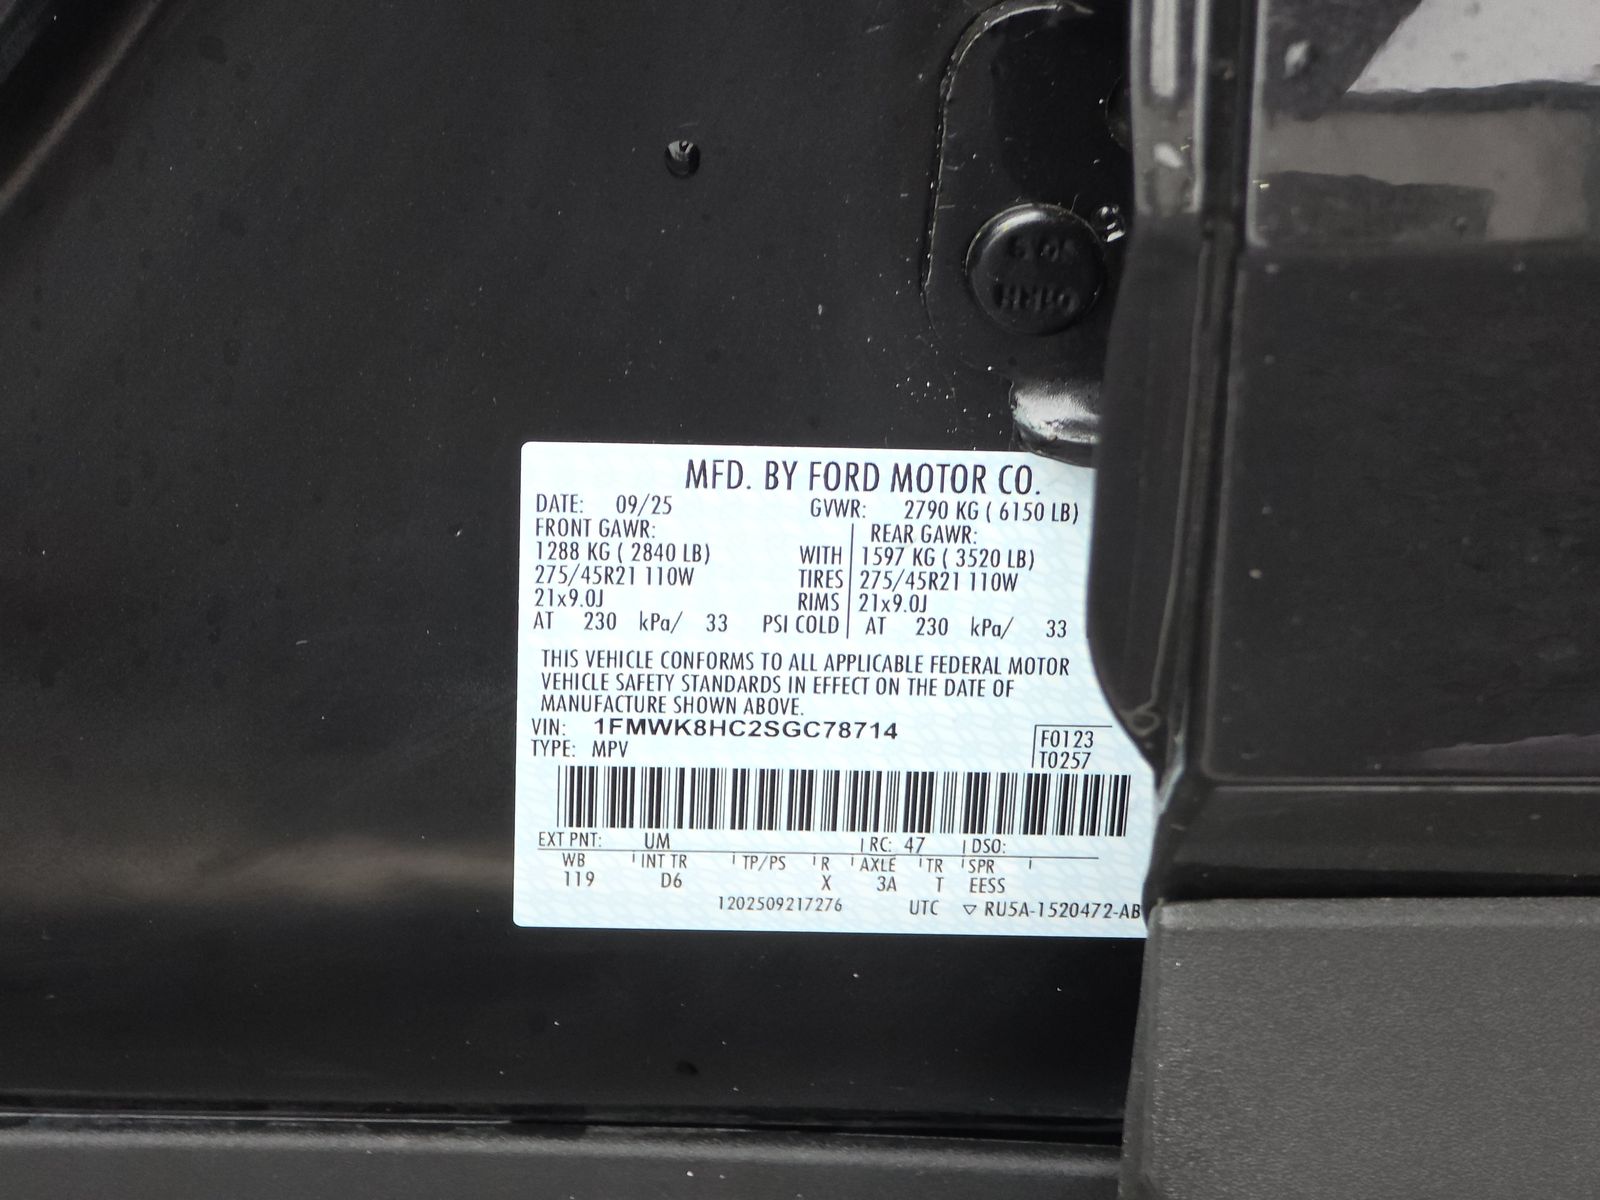 MFD. BY FORD MOTOR CO.
DATE: 09/25 GVWR: 2790 KG ( 6150 LB)
FRONT GAWR: REAR GAWR:
1288 KG ( 2840 LB) WITH 1597 KG ( 3520 LB)
275/45R21 110W TIRES 275/45R21 110W
21x9.0J RIMS 21x9.0J
AT 230 kPa/ 33 PSI COLD AT 230 kPa/ 33
THIS VEHICLE CONFORMS TO ALL APPLICABLE FEDERAL MOTOR
VEHICLE SAFETY STANDARDS IN EFFECT ON THE DATE OF
MANUFACTURE SHOWN ABOVE.
VIN: 1FMWK8HC2SGC78714
TYPE: MPV
F0123
T0257
EXT PNT: UM RC: 47 DSO:
WB INT TR TP/PS R AXLE TR SPR
119 D6 X 3A T EESS
1202509217276 UTC ▽ RU5A-1520472-AB